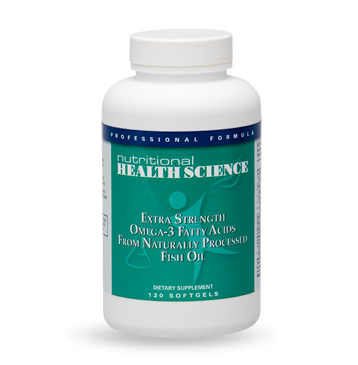 PROFESSIONAL FORMULA
nutritional
HEALTH SCIENCE
EXTRA STRENGTH
OMEGA-3 FATTY ACIDS
FROM NATURALLY PROCESSED
FISH OIL
DIETARY SUPPLEMENT
120 SOFTGELS